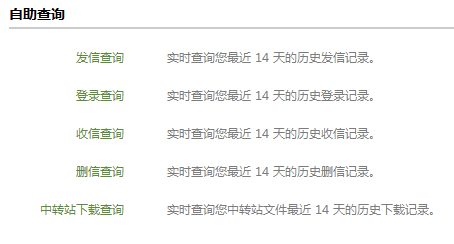 自助查询
发信查询 实时查询您最近 14 天的历史发信记录。
登录查询 实时查询您最近 14 天的历史登录记录。
收信查询 实时查询您最近 14 天的历史收信记录。
删信查询 实时查询您最近 14 天的历史删信记录。
中转站下载查询 实时查询您中转站文件最近 14 天的历史下载记录。